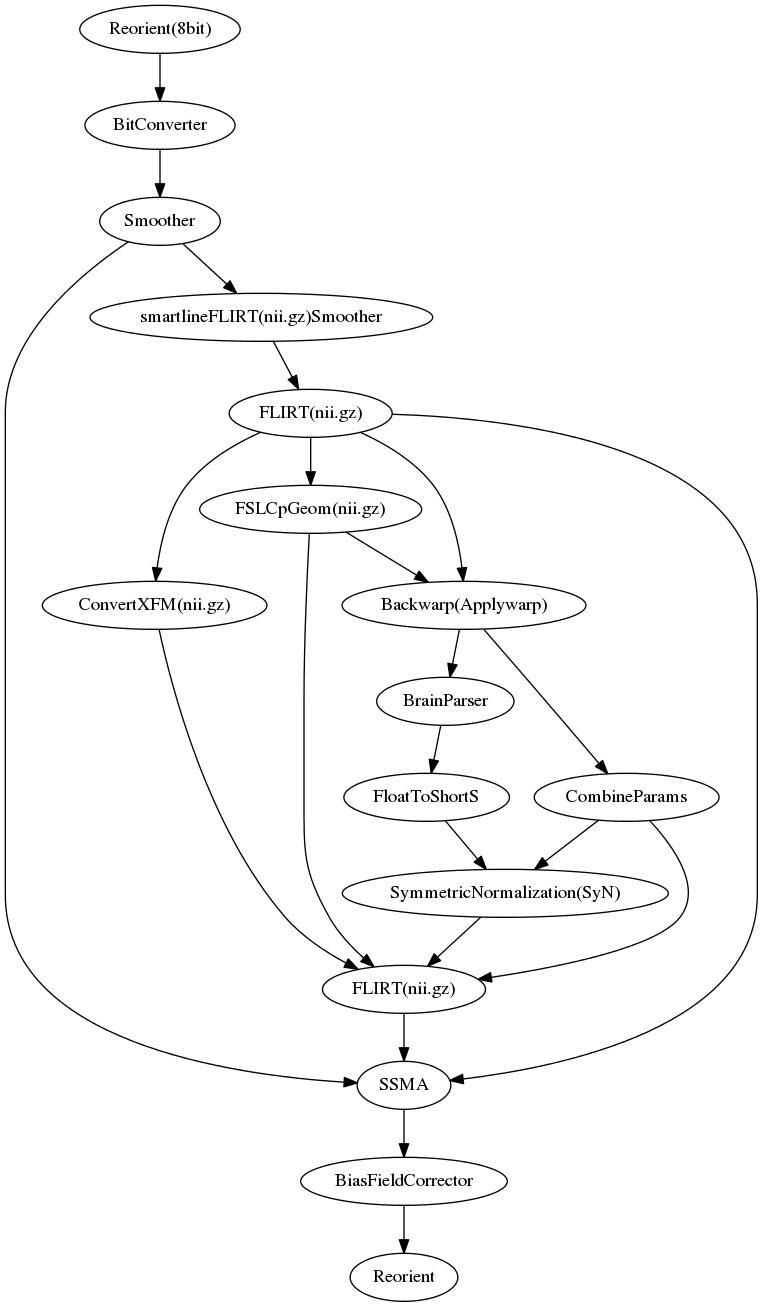 Reorient(8bit)
BitConverter
Smoother
smartlineFLIRT(nii.gz)Smoother
FLIRT(nii.gz)
FSLCpGeom(nii.gz)
ConvertXFM(nii.gz)
Backwarp(Applywarp)
BrainParser
FloatToShortS
CombineParams
SymmetricNormalization(SyN)
FLIRT(nii.gz)
SSMA
BiasFieldCorrector
Reorient